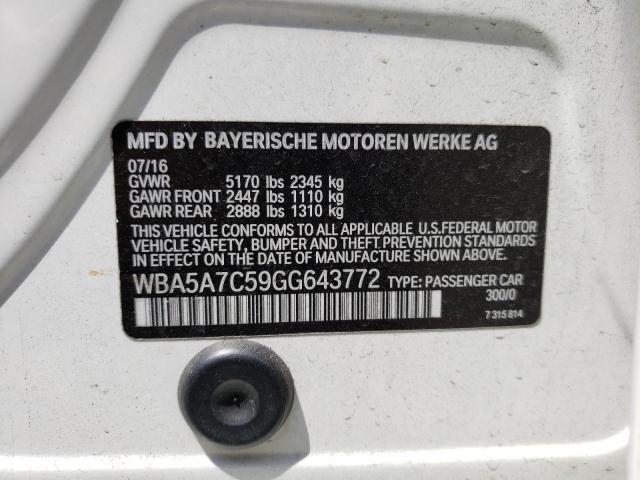 MFD BY BAYERISCHE MOTOREN WERKE AG
07/16
GVWR 5170 lbs 2345 kg
GAWR FRONT 2447 lbs 1110 kg
GAWR REAR 2888 lbs 1310 kg
THIS VEHICLE CONFORMS TO ALL APPLICABLE U.S.FEDERAL MOTOR
VEHICLE SAFETY, BUMPER AND THEFT PREVENTION STANDARDS
IN EFFECT ON THE DATE OF MANUFACTURE SHOWN ABOVE.
WBA5A7C59GG643772 TYPE: PASSENGER CAR
300/0
7 315 814